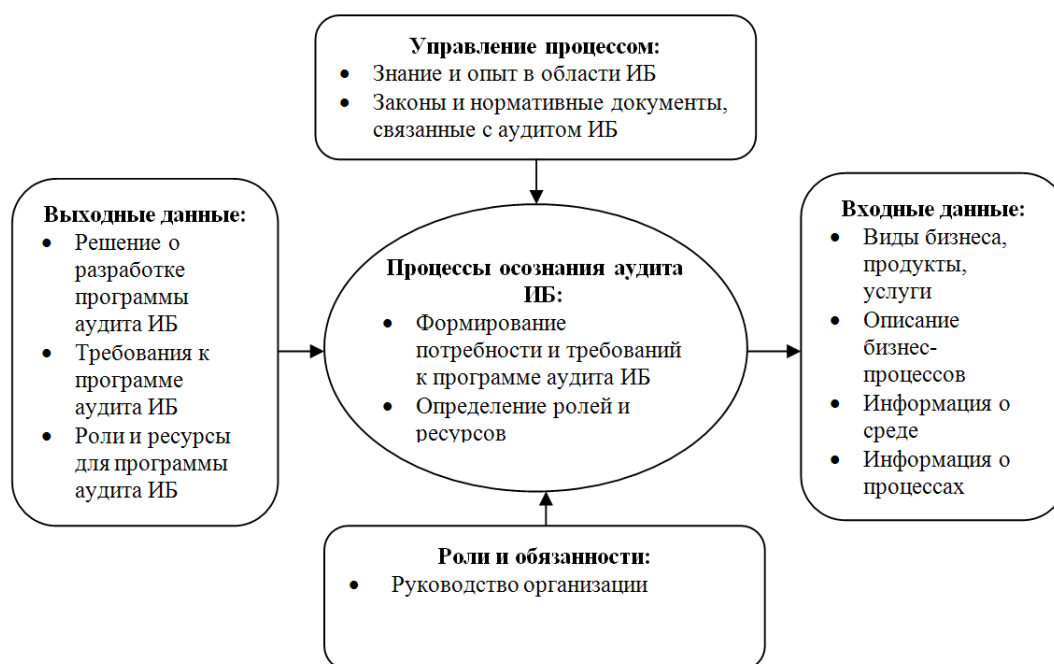 Управление процессом:
• Знание и опыт в области ИБ
• Законы и нормативные документы,
связанные с аудитом ИБ
Выходные данные:
• Решение о
разработке
программы
аудита ИБ
• Требования к
программе
аудита ИБ
• Роли и ресурсы
для программы
аудита ИБ
Процессы осознания аудита
ИБ:
• Формирование
потребности и требований
к программе аудита ИБ
• Определение ролей и
ресурсов
Входные данные:
• Виды бизнеса,
продукты,
услуги
• Описание
бизнес-
процессов
• Информация о
среде
• Информация о
процессах
Роли и обязанности:
• Руководство организации